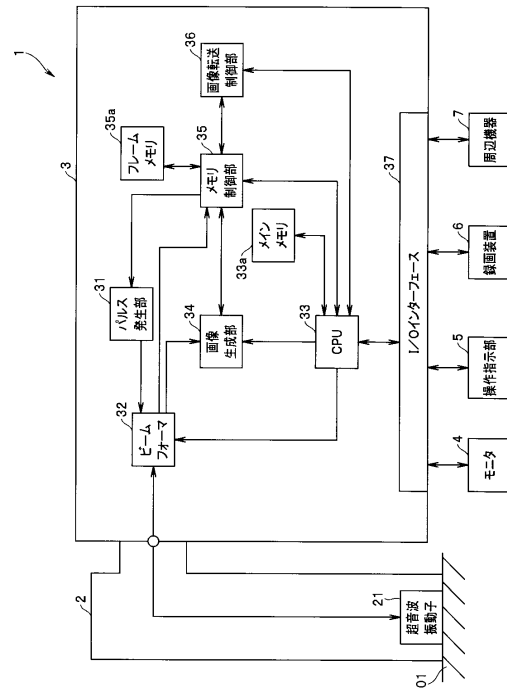 1
3
36
画像転送
制御部
35a
フレーム
メモリ
35
メモリ
制御部
31
パルス
発生部
33a
メイン
メモリ
34
画像
生成部
33
CPU
32
ビーム
フォーマ
37
I/Oインターフェース
7
周辺機器
6
録画装置
5
操作指示部
4
モニタ
2
21
超音波
振動子
01